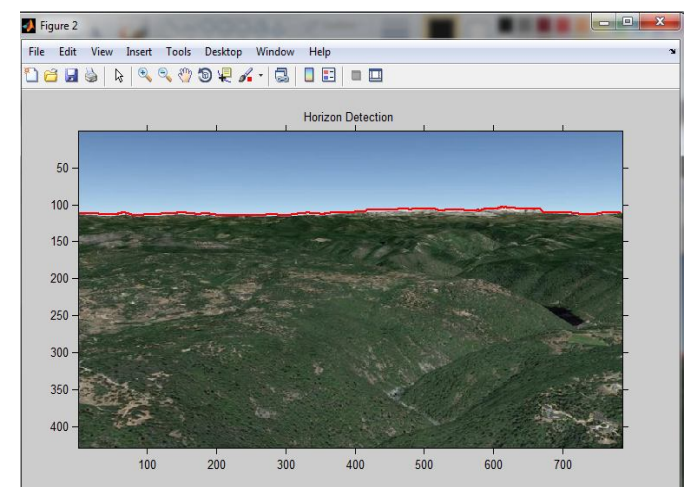 Figure 2
File Edit View Insert Tools Desktop Window Help
Horizon Detection
50
100
150
200
250
300
350
400
100 200 300 400 500 600 700